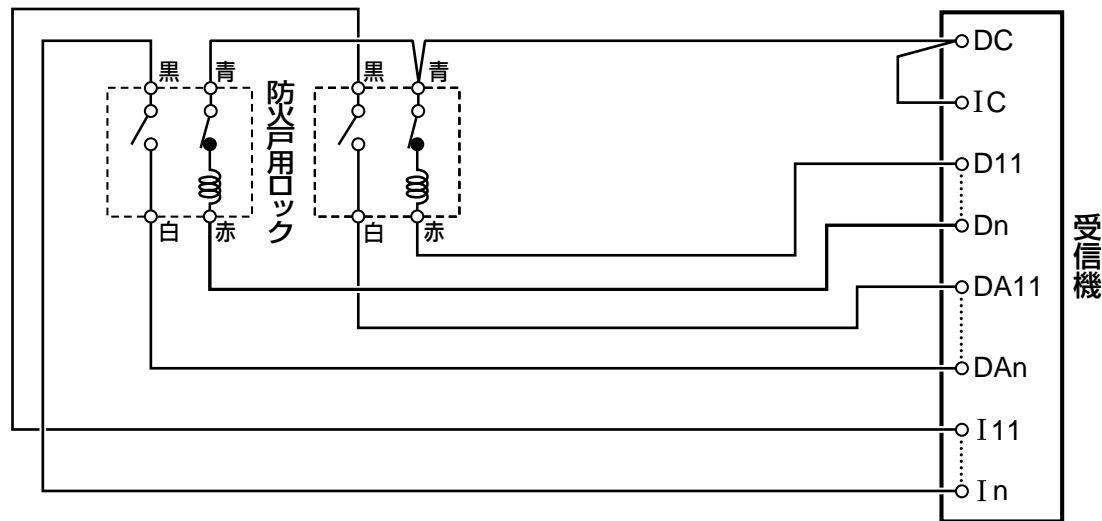 黒
青
防火戸用ロック
黒
青
白
赤
白
赤
DC
IC
D11
Dn
DA11
DAn
I11
In
受信機